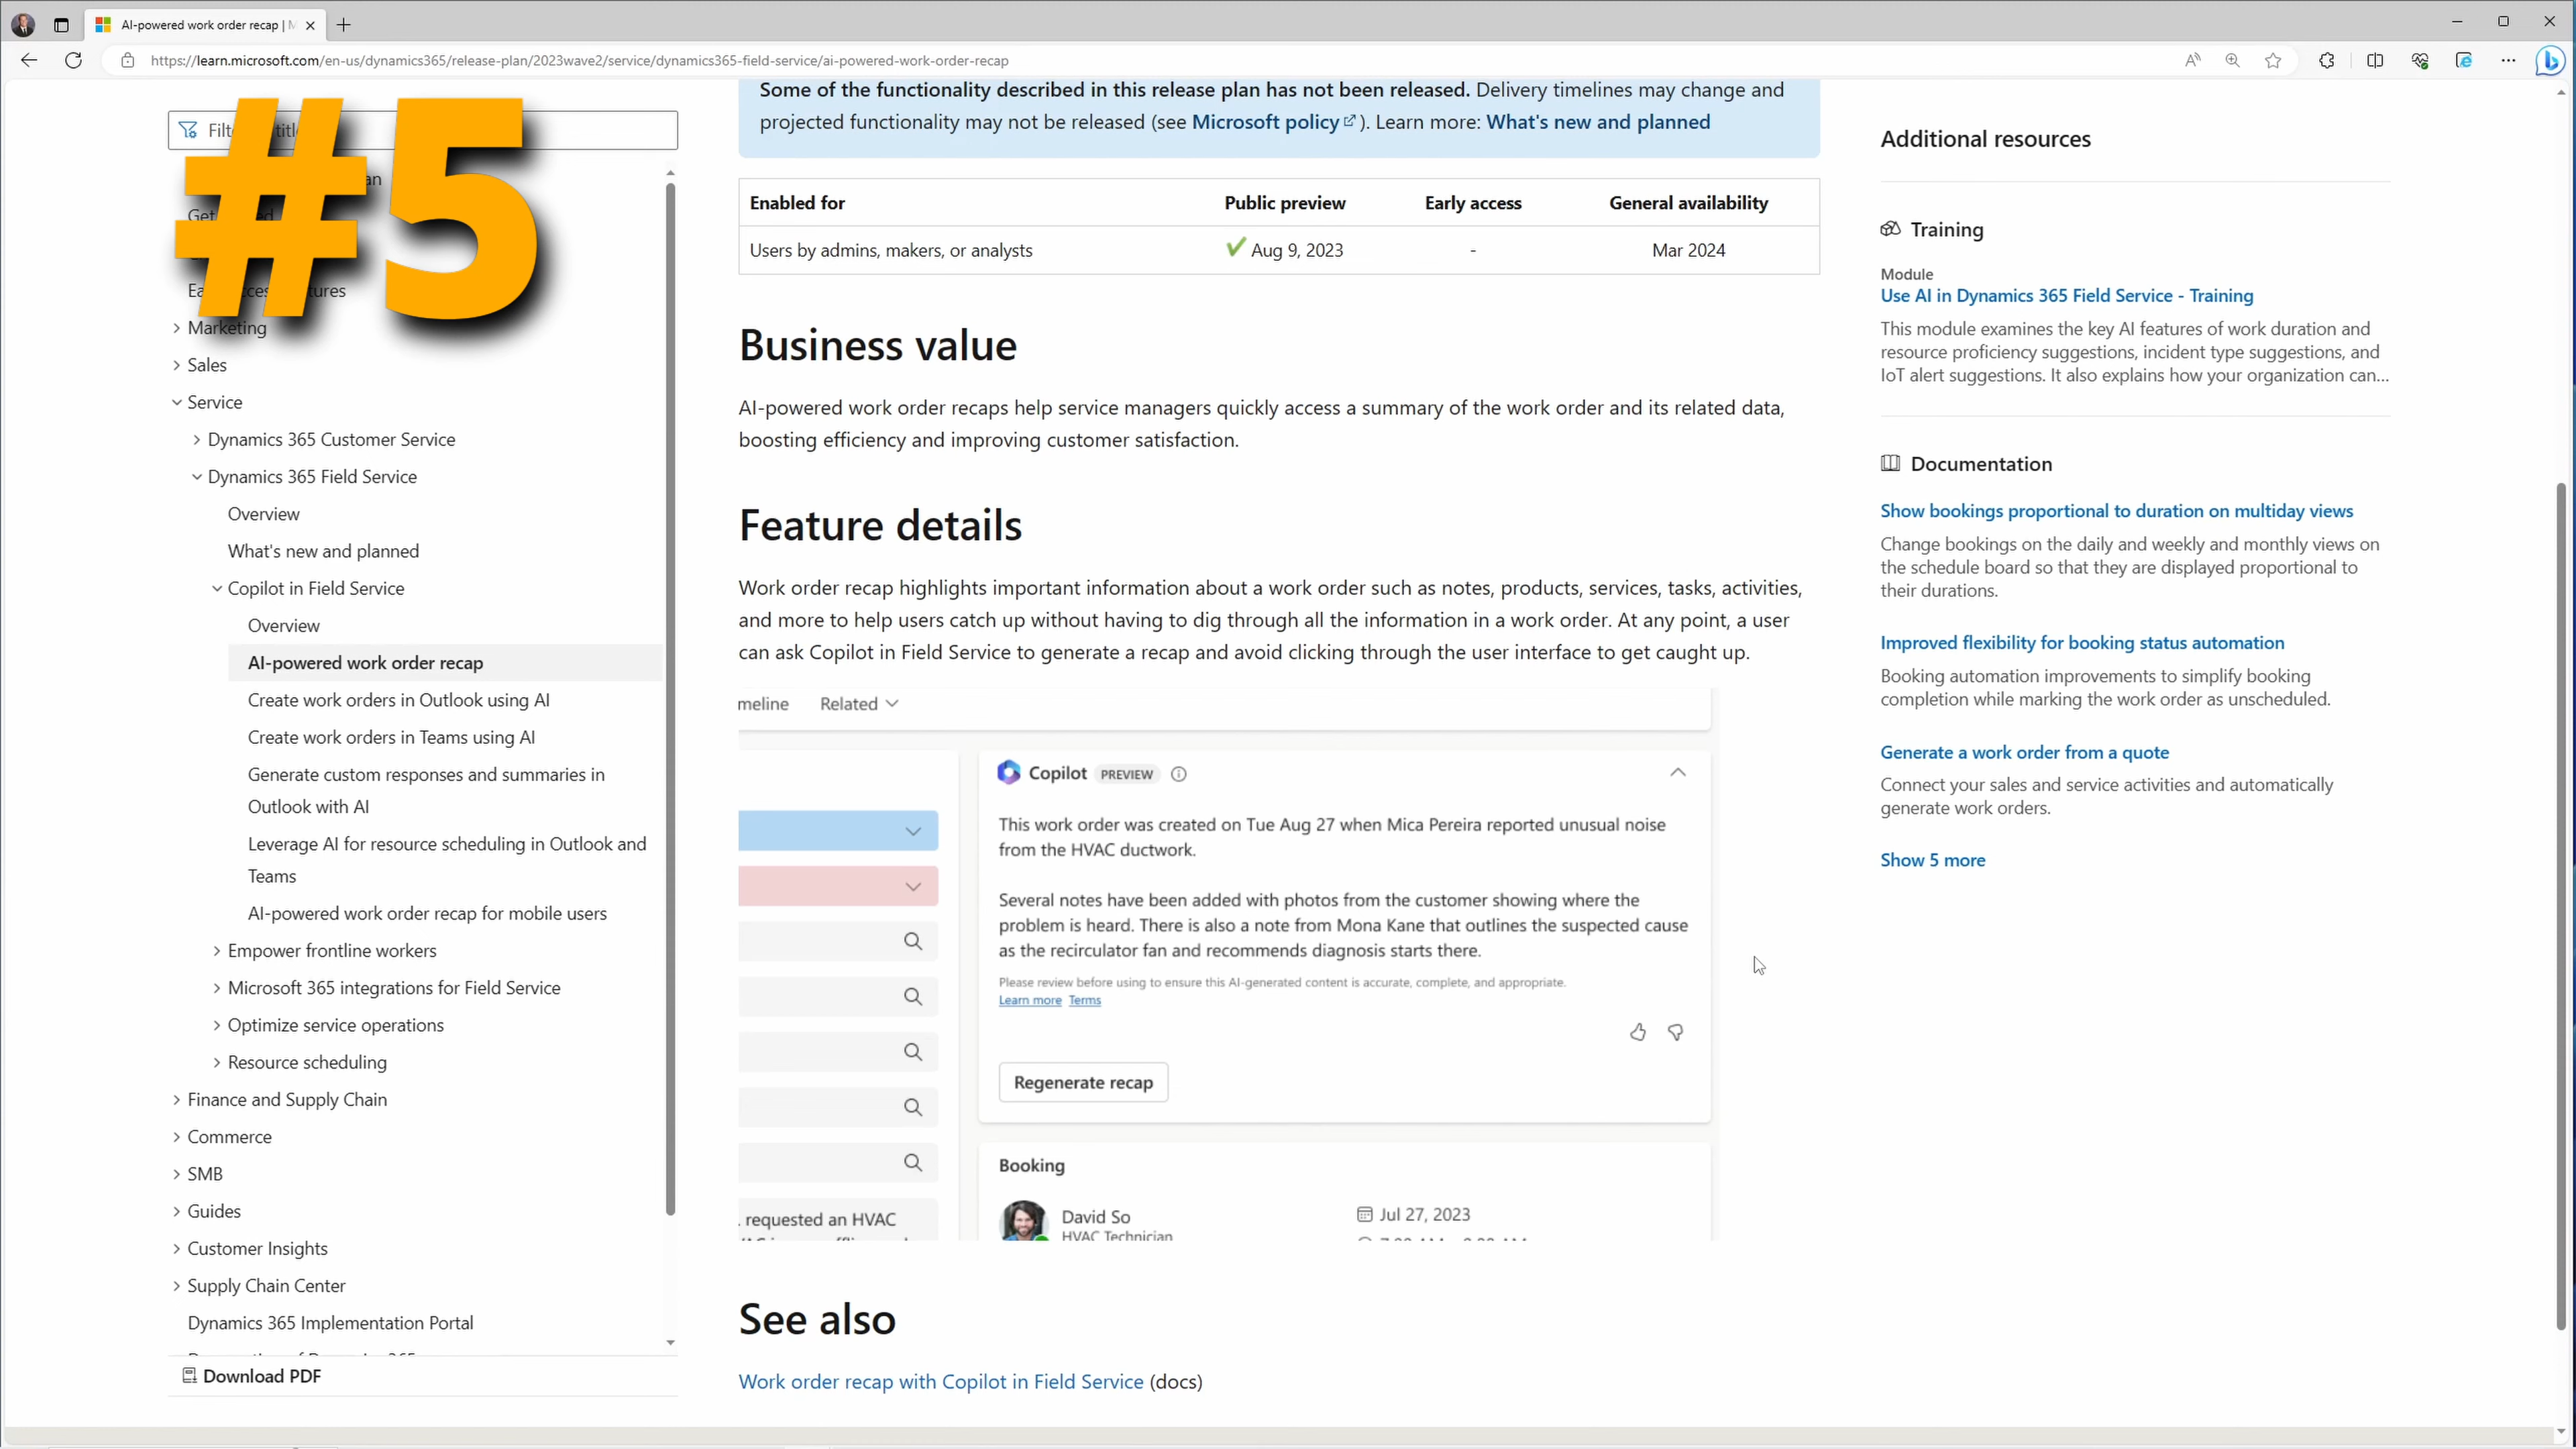 AI-powered work order recap | M
https://learn.microsoft.com/en-us/dynamics365/release-plan/2023wave2/service/dynamics365-field-service/ai-powered-work-order-recap
#5
Marketing
Sales
Service
Dynamics 365 Customer Service
Dynamics 365 Field Service
Overview
What's new and planned
Copilot in Field Service
Overview
AI-powered work order recap
Create work orders in Outlook using AI
Create work orders in Teams using AI
Generate custom responses and summaries in
Outlook with AI
Leverage AI for resource scheduling in Outlook and
Teams
AI-powered work order recap for mobile users
Empower frontline workers
Microsoft 365 integrations for Field Service
Optimize service operations
Resource scheduling
Finance and Supply Chain
Commerce
SMB
Guides
Customer Insights
Supply Chain Center
Dynamics 365 Implementation Portal
Download PDF
Some of the functionality described in this release plan has not been released. Delivery timelines may change and
projected functionality may not be released (see Microsoft policy ). Learn more: What's new and planned
Enabled for Public preview Early access General availability
Users by admins, makers, or analysts Aug 9, 2023 - Mar 2024
Business value
AI-powered work order recaps help service managers quickly access a summary of the work order and its related data,
boosting efficiency and improving customer satisfaction.
Feature details
Work order recap highlights important information about a work order such as notes, products, services, tasks, activities,
and more to help users catch up without having to dig through all the information in a work order. At any point, a user
can ask Copilot in Field Service to generate a recap and avoid clicking through the user interface to get caught up.
meline Related
Copilot PREVIEW
This work order was created on Tue Aug 27 when Mica Pereira reported unusual noise
from the HVAC ductwork.
Several notes have been added with photos from the customer showing where the
problem is heard. There is also a note from Mona Kane that outlines the suspected cause
as the recirculator fan and recommends diagnosis starts there.
Please review before using to ensure this AI-generated content is accurate, complete, and appropriate.
Learn more Terms
Regenerate recap
Booking
. requested an HVAC
David So
HVAC Technician
Jul 27, 2023
See also
Work order recap with Copilot in Field Service (docs)
Additional resources
Training
Module
Use AI in Dynamics 365 Field Service - Training
This module examines the key AI features of work duration and
resource proficiency suggestions, incident type suggestions, and
IoT alert suggestions. It also explains how your organization can...
Documentation
Show bookings proportional to duration on multiday views
Change bookings on the daily and weekly and monthly views on
the schedule board so that they are displayed proportional to
their durations.
Improved flexibility for booking status automation
Booking automation improvements to simplify booking
completion while marking the work order as unscheduled.
Generate a work order from a quote
Connect your sales and service activities and automatically
generate work orders.
Show 5 more